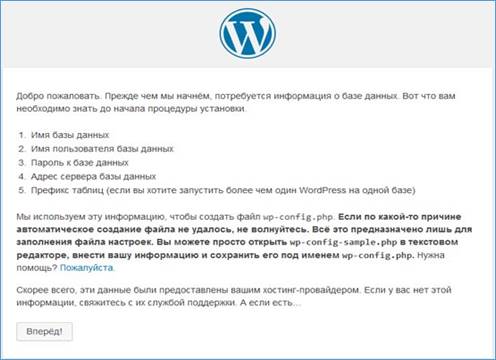 Добро пожаловать. Прежде чем мы начнём, потребуется информация о базе данных. Вот что вам
необходимо знать до начала процедуры установки.
1. Имя базы данных
2. Имя пользователя базы данных
3. Пароль к базе данных
4. Адрес сервера базы данных
5. Префикс таблиц (если вы хотите запустить более чем один WordPress на одной базе)
Мы используем эту информацию, чтобы создать файл wp-config.php. Если по какой-то причине
автоматическое создание файла не удалось, не волнуйтесь. Всё это предназначено лишь для
заполнения файла настроек. Вы можете просто открыть wp-config-sample.php в текстовом
редакторе, внести вашу информацию и сохранить его под именем wp-config.php. Нужна
помощь? Пожалуйста.
Скорее всего, эти данные были предоставлены вашим хостинг-провайдером. Если у вас нет этой
информации, свяжитесь с их службой поддержки. А если есть…
Вперёд!